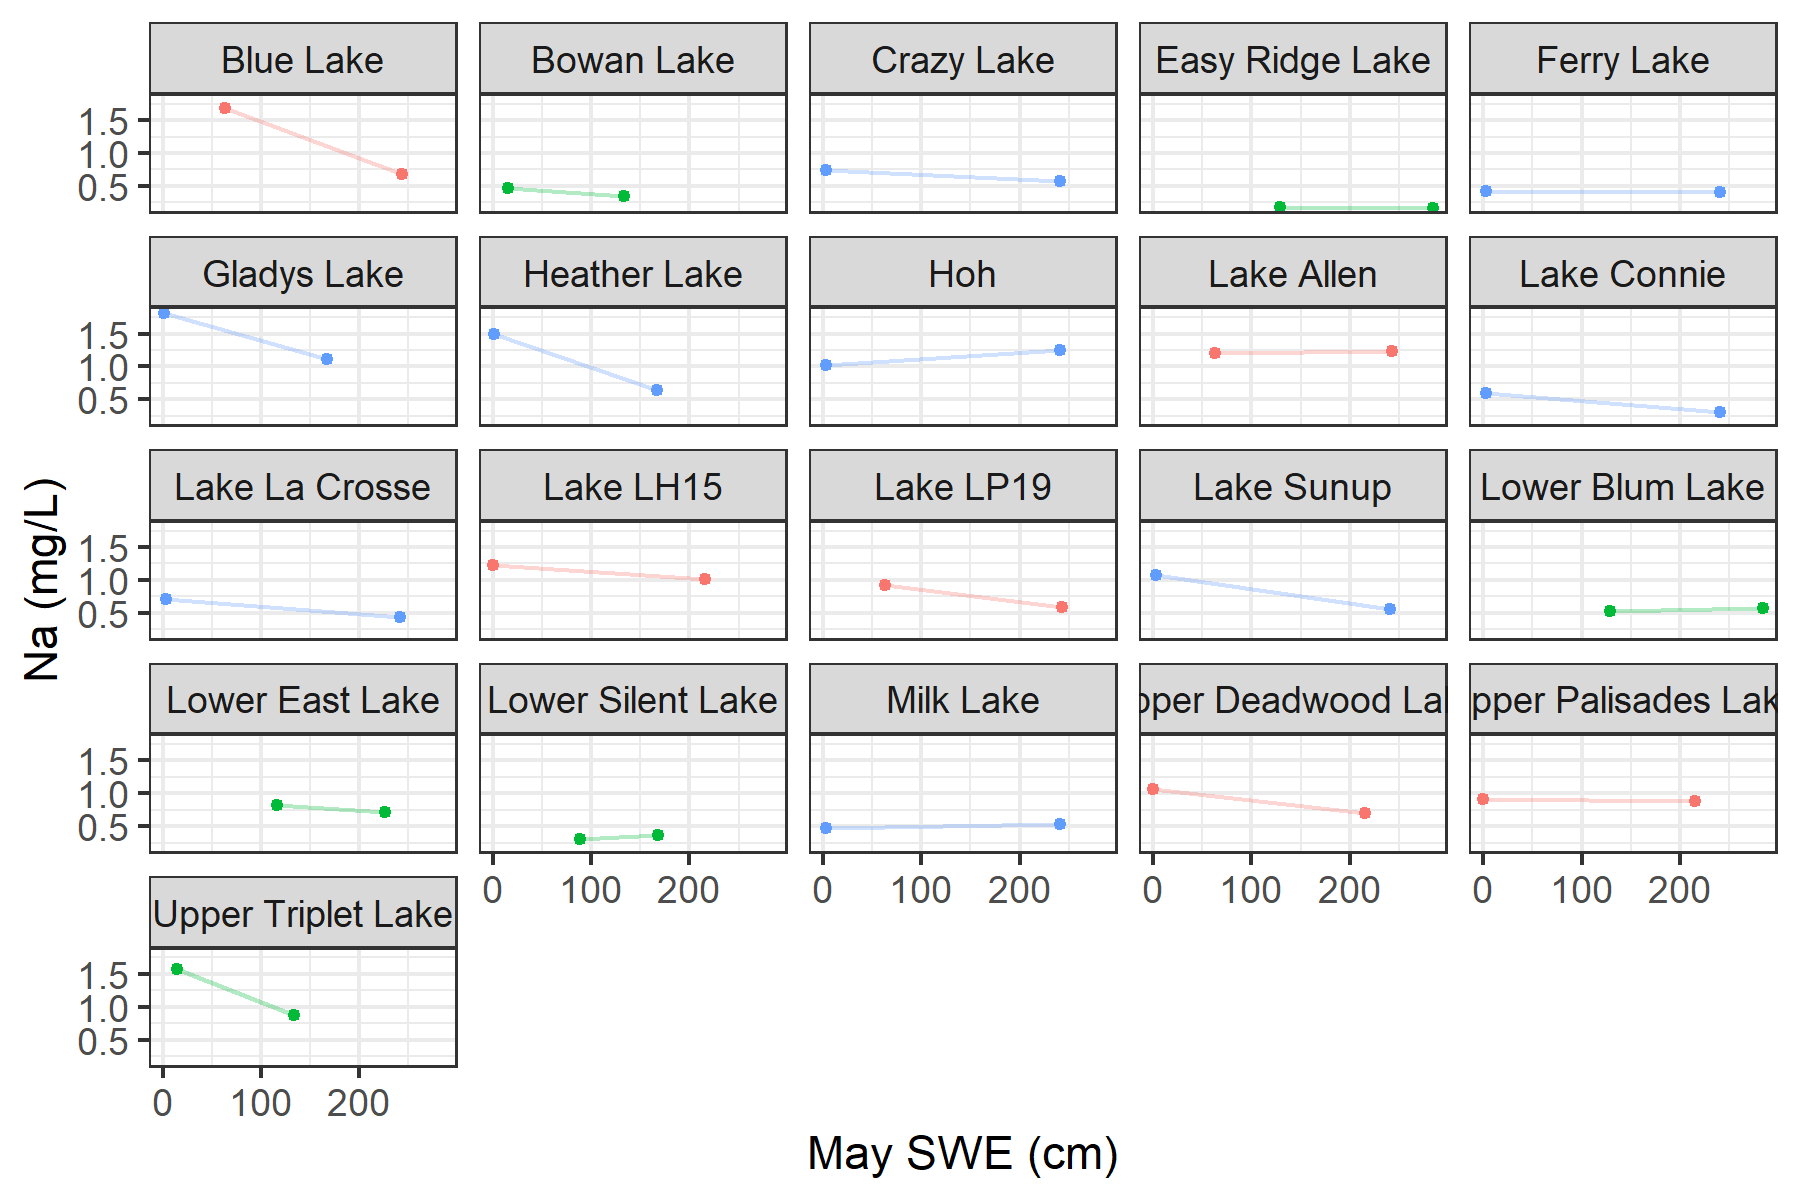 Blue Lake
Bowan Lake
Crazy Lake
Easy Ridge Lake
Ferry Lake
1.5
1.0
0.5
Gladys Lake
Heather Lake
Hoh
Lake Allen
Lake Connie
1.5
1.0
0.5
Lake La Crosse
Lake LH15
Lake LP19
Lake Sunup
Lower Blum Lake
1.5
1.0
0.5
Na (mg/L)
Lower East Lake
Lower Silent Lake
Milk Lake
pper Deadwood Lak
pper Palisades Lak
1.5
1.0
0.5
0 100 200
0 100 200
0 100 200
0 100 200
Upper Triplet Lake
1.5
1.0
0.5
0 100 200
May SWE (cm)